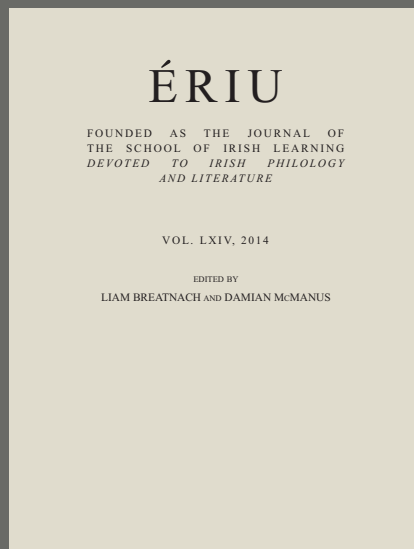 ÉRIU
FOUNDED AS THE JOURNAL OF
THE SCHOOL OF IRISH LEARNING
DEVOTED TO IRISH PHILOLOGY
AND LITERATURE
VOL. LXIV, 2014
EDITED BY
LIAM BREATNACH AND DAMIAN McMANUS